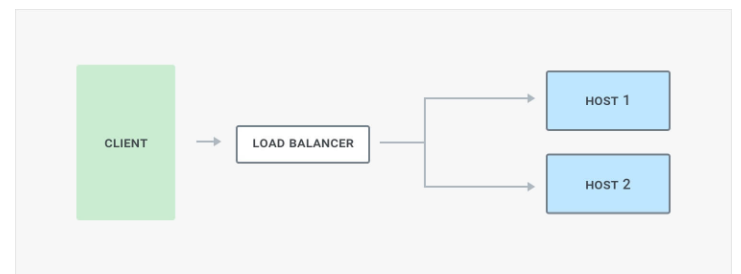 CLIENT
LOAD BALANCER
HOST 1
HOST 2